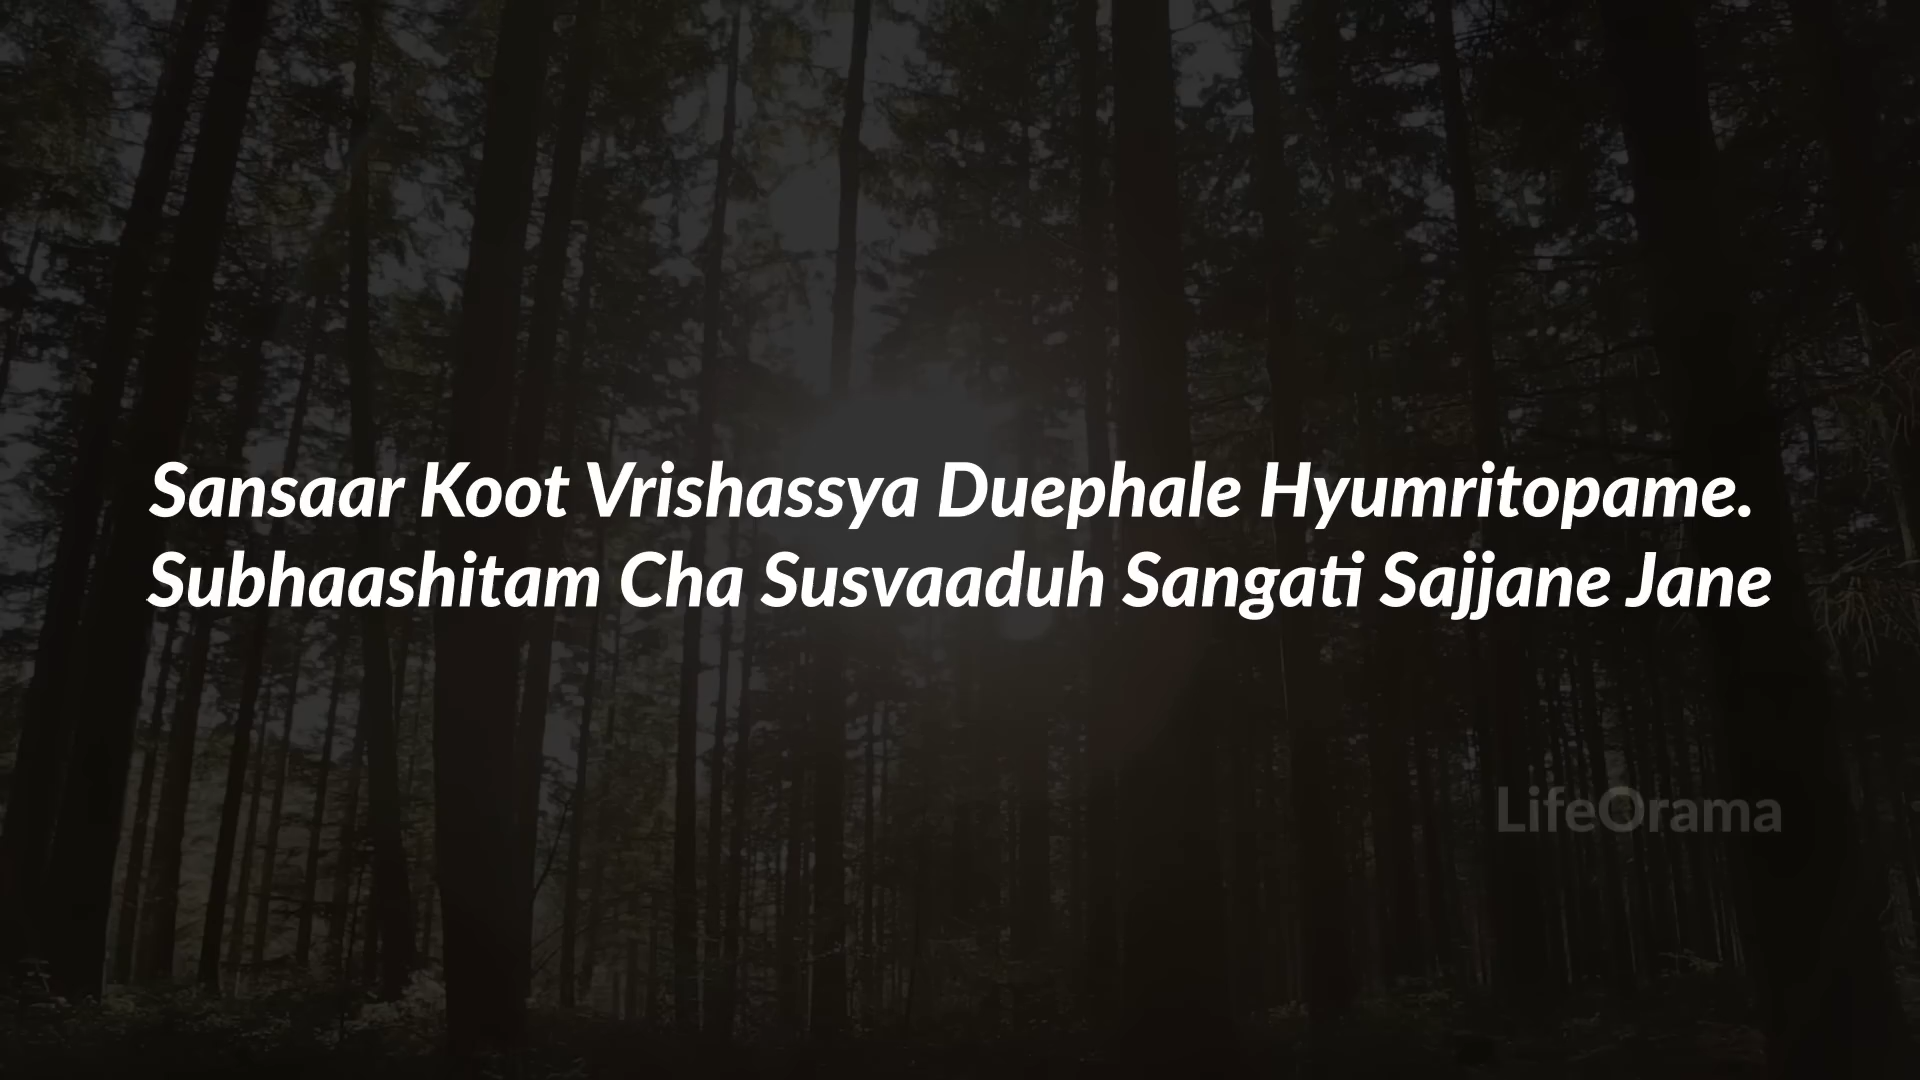 Sansaar Koot Vrishassya Duephale Hyumritopame.
Subhaashitam Cha Susvaaduh Sangati Sajjane Jane
LifeOrama